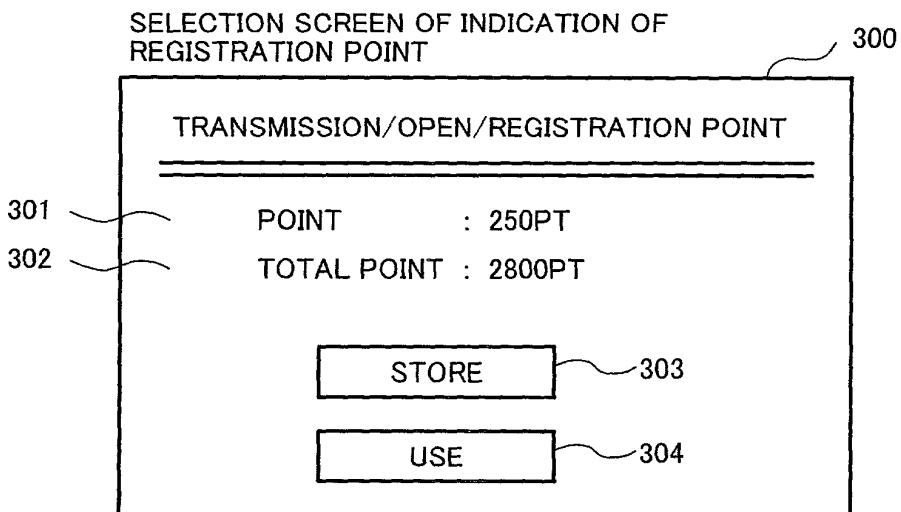 SELECTION SCREEN OF INDICATION OF
REGISTRATION POINT
300
TRANSMISSION/OPEN/REGISTRATION POINT
301 POINT : 250PT
302 TOTAL POINT : 2800PT
STORE 303
USE 304